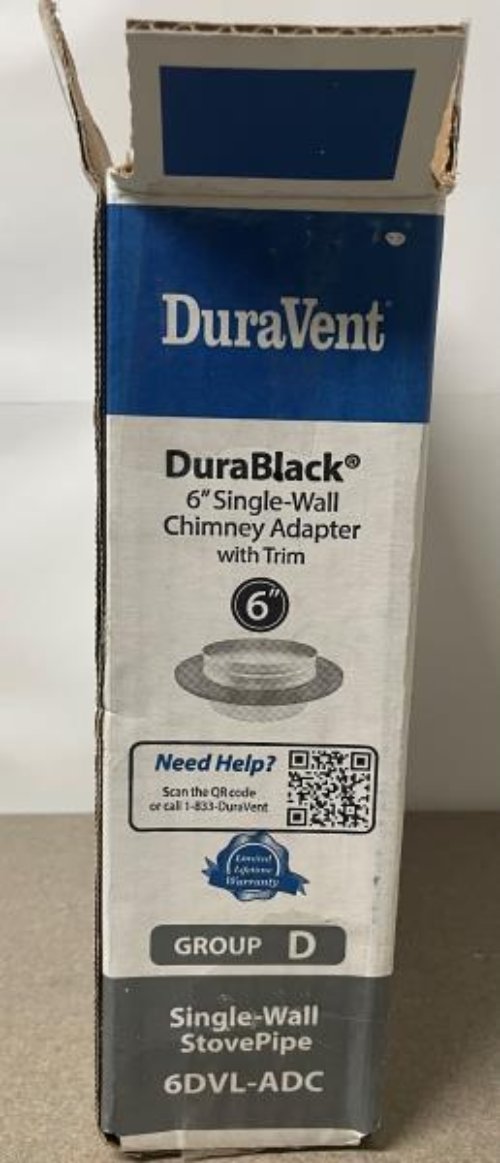 DuraVent
DuraBlack®
6" Single-Wall
Chimney Adapter
with Trim
6"
Need Help?
Scan the QR code
or call 1-833-DuraVent
Limited
Lifetime
Warranty
GROUP D
Single-Wall
StovePipe
6DVL-ADC